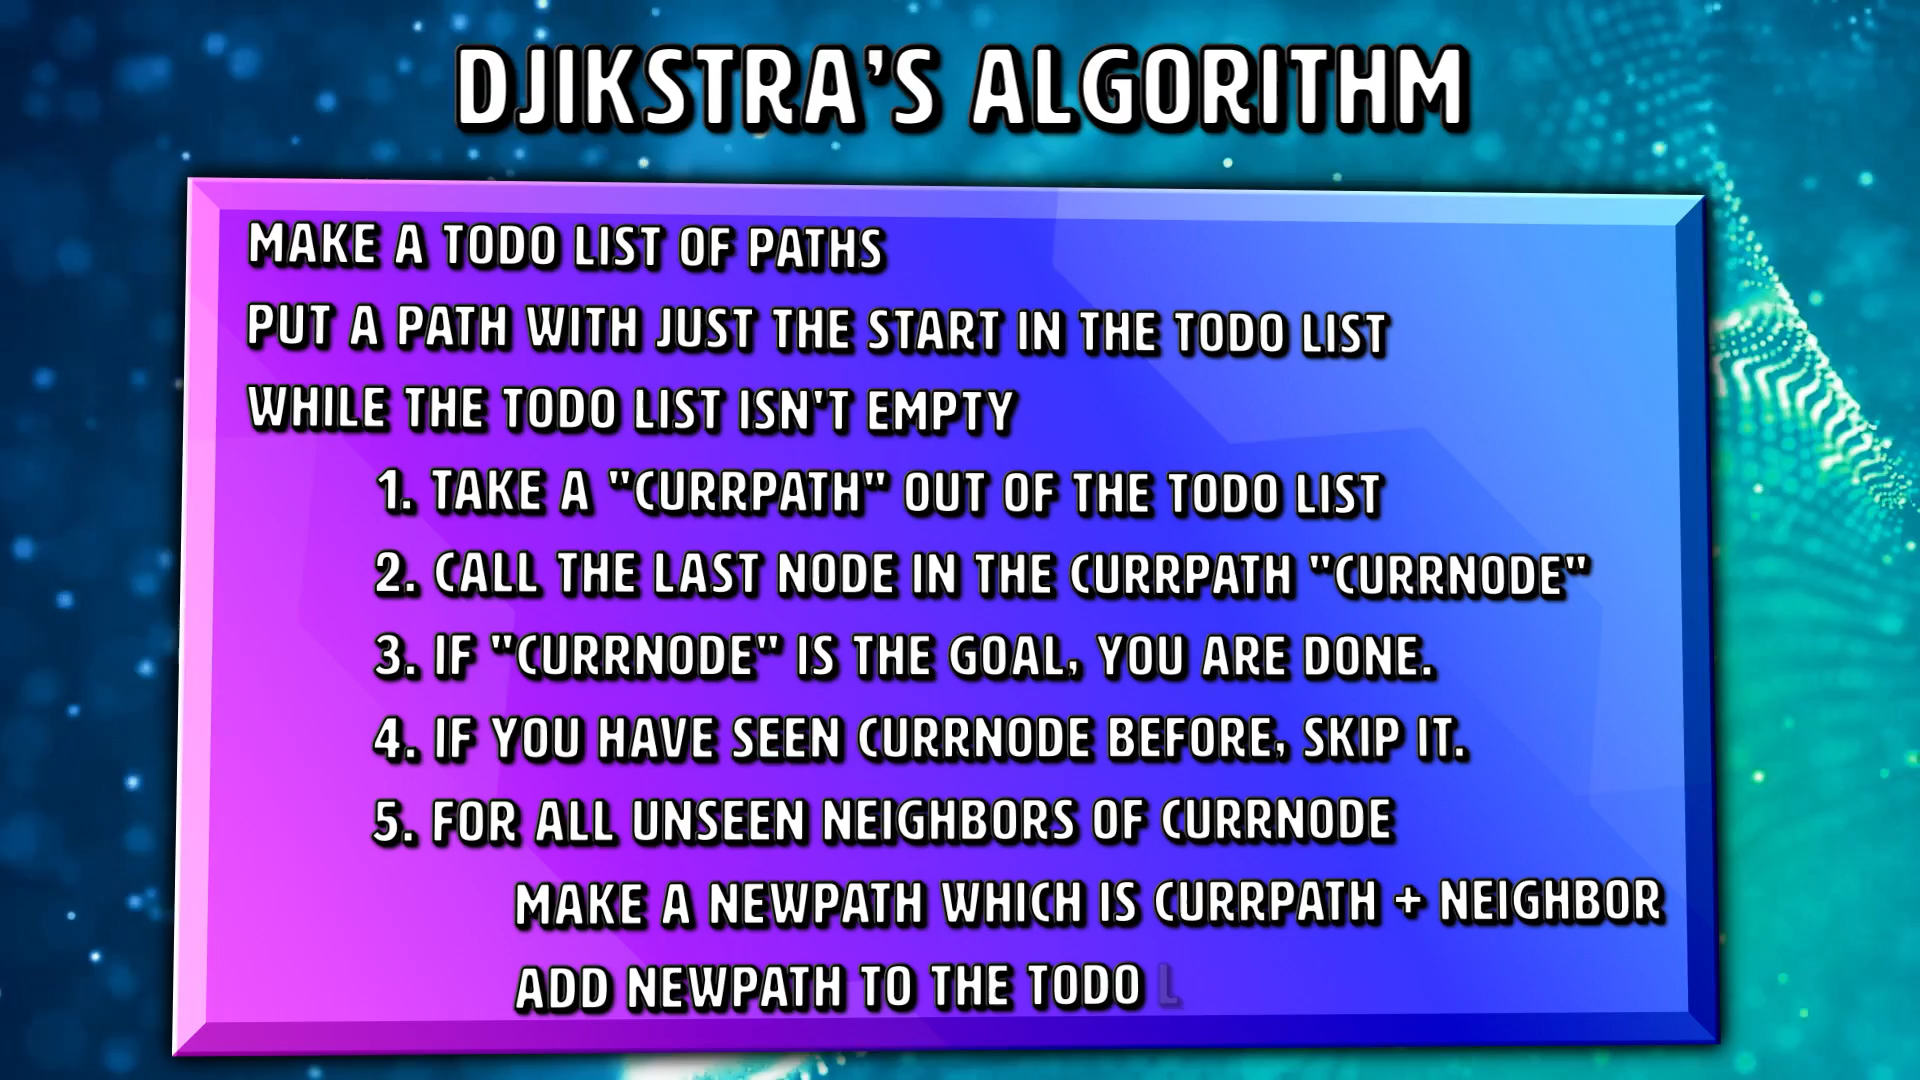 DJIKSTRA'S ALGORITHM
MAKE A TODO LIST OF PATHS
PUT A PATH WITH JUST THE START IN THE TODO LIST
WHILE THE TODO LIST ISN'T EMPTY
1. TAKE A "CURRPATH" OUT OF THE TODO LIST
2. CALL THE LAST NODE IN THE CURRPATH "CURRNODE"
3. IF "CURRNODE" IS THE GOAL, YOU ARE DONE.
4. IF YOU HAVE SEEN CURRNODE BEFORE, SKIP IT.
5. FOR ALL UNSEEN NEIGHBORS OF CURRNODE
MAKE A NEWPATH WHICH IS CURRPATH + NEIGHBOR
ADD NEWPATH TO THE TODO L